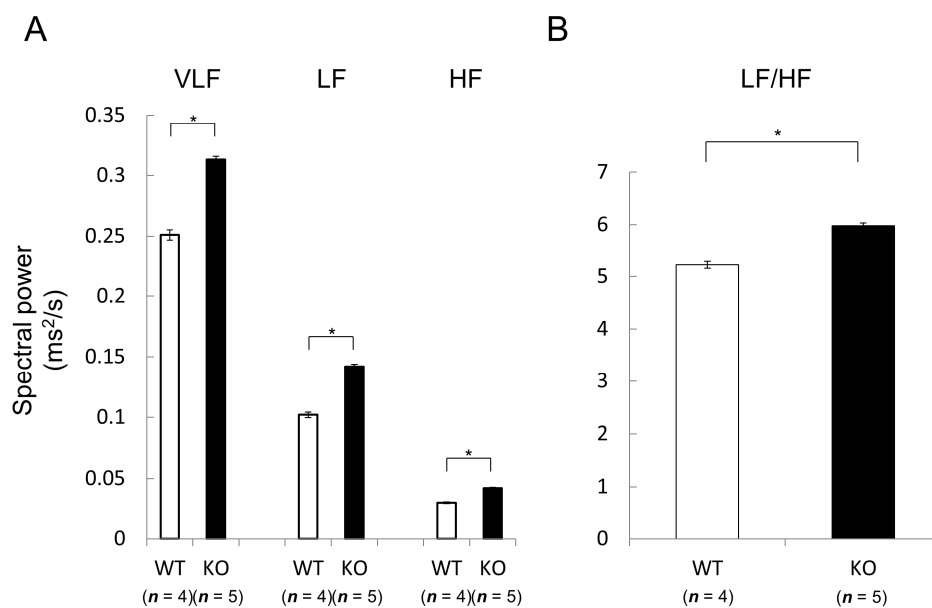 A
B
VLF
LF
HF
LF/HF
Spectral power
(ms²/s)
0.35
0.3
0.25
0.2
0.15
0.1
0.05
0
*
*
*
WT KO WT KO WT KO
(n = 4)(n = 5) (n = 4)(n = 5) (n = 4)(n = 5)
*
7
6
5
4
3
2
1
0
WT KO
(n = 4) (n = 5)